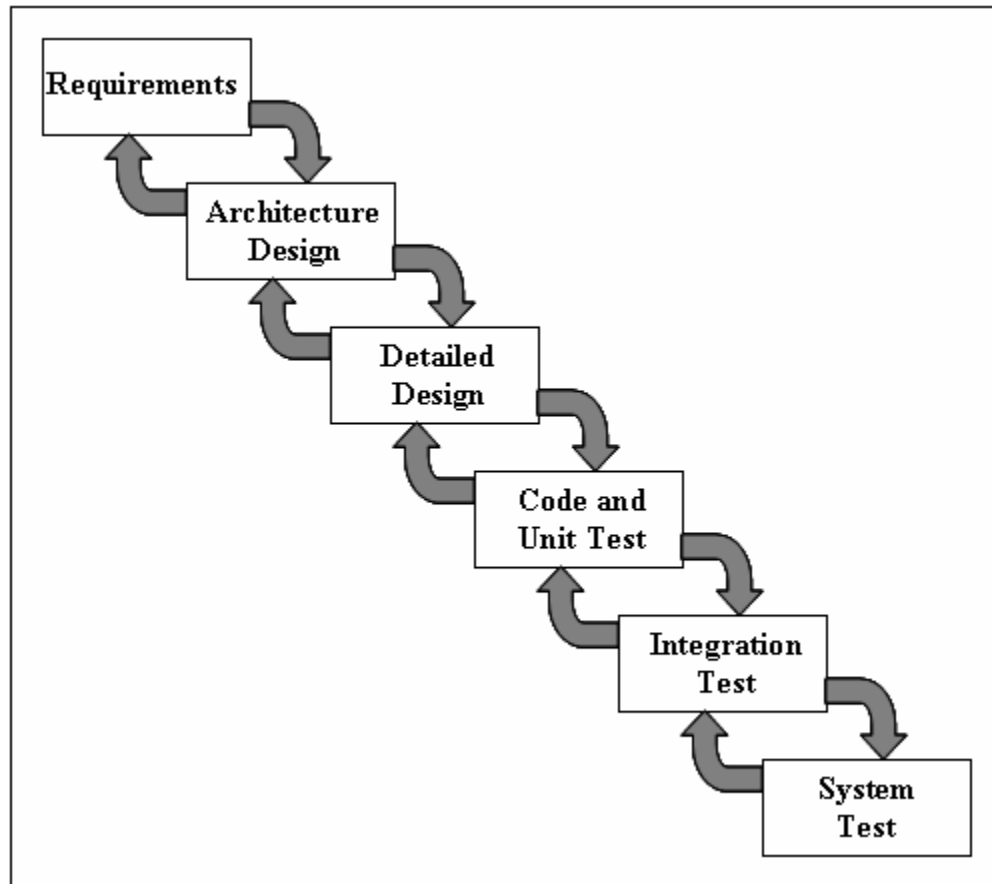 Requirements
Architecture
Design
Detailed
Design
Code and
Unit Test
Integration
Test
System
Test